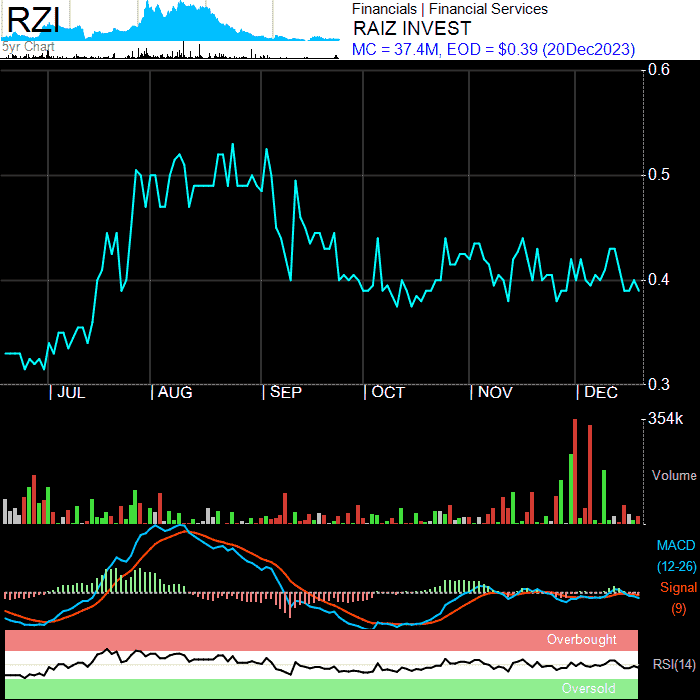 RZI
5yr Chart
Financials | Financial Services
RAIZ INVEST
MC = 37.4M, EOD = $0.39 (20Dec2023)
0.6
0.5
0.4
0.3
| JUL | AUG | SEP | OCT | NOV | DEC
354k
Volume
MACD
(12-26)
Signal
(9)
Overbought
RSI(14)
Oversold